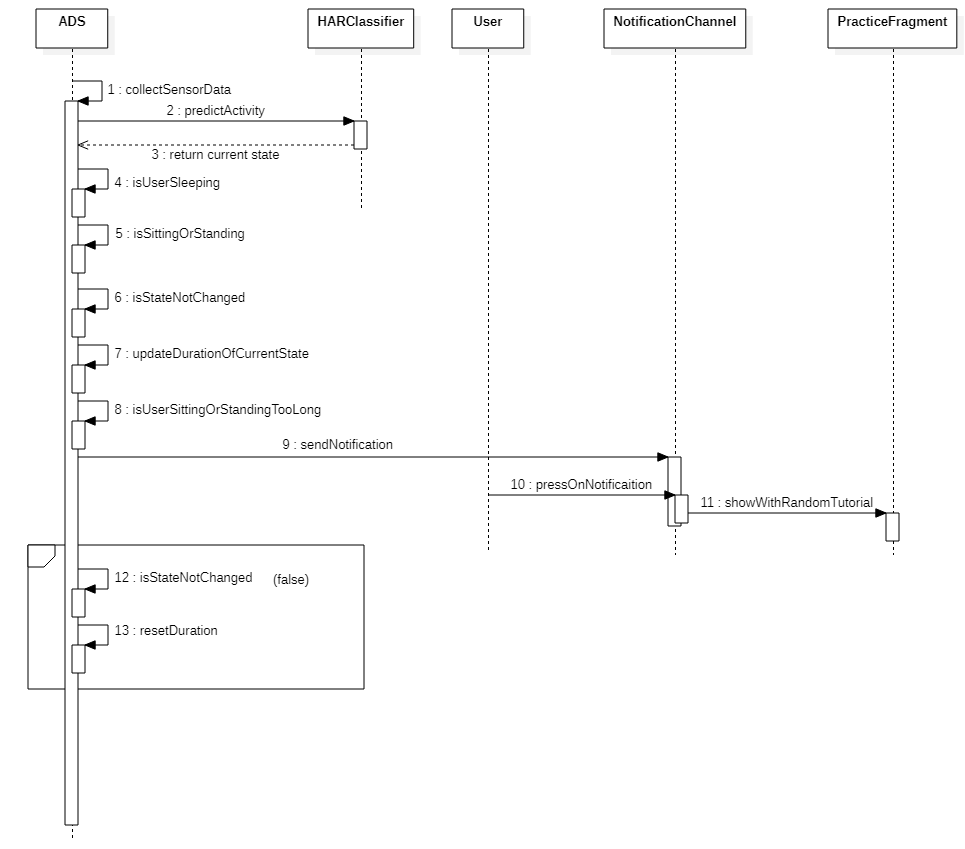 ADS
HARClassifier
User
NotificationChannel
PracticeFragment
1 : collectSensorData
2 : predictActivity
3 : return current state
4 : isUserSleeping
5 : isSittingOrStanding
6 : isStateNotChanged
7 : updateDurationOfCurrentState
8 : isUserSittingOrStandingTooLong
9 : sendNotification
10 : pressOnNotificaition
11 : showWithRandomTutorial
12 : isStateNotChanged (false)
13 : resetDuration